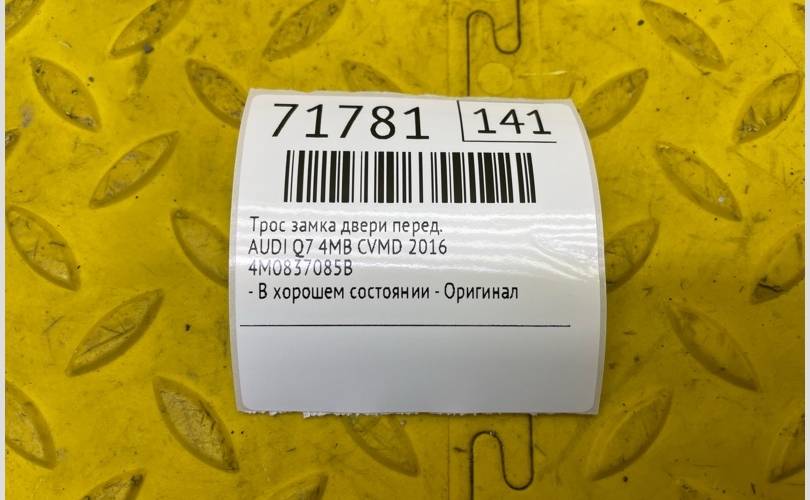 71781 141
Трос замка двери перед.
AUDI Q7 4MB CVMD 2016
4M0837085B
- В хорошем состоянии - Оригинал